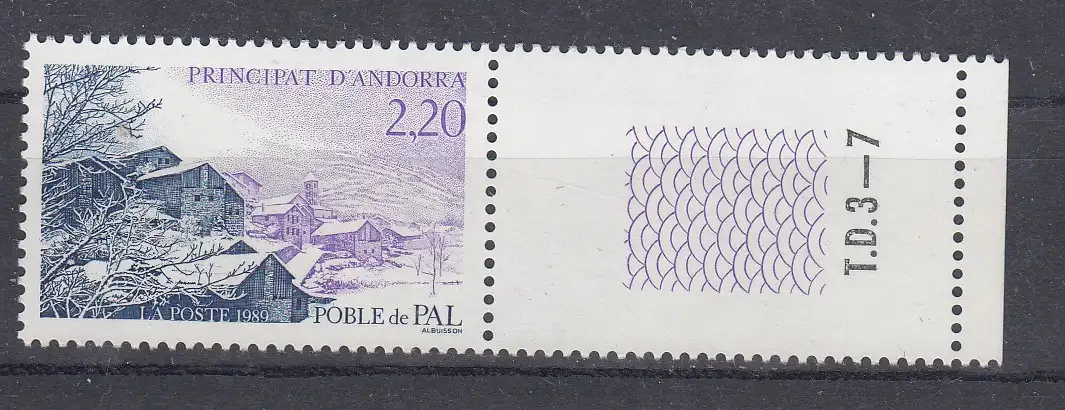 PRINCIPAT D'ANDORRA
2,20
LA POSTE 1989
POBLE de PAL
ALBUISSON
T.D.3-7